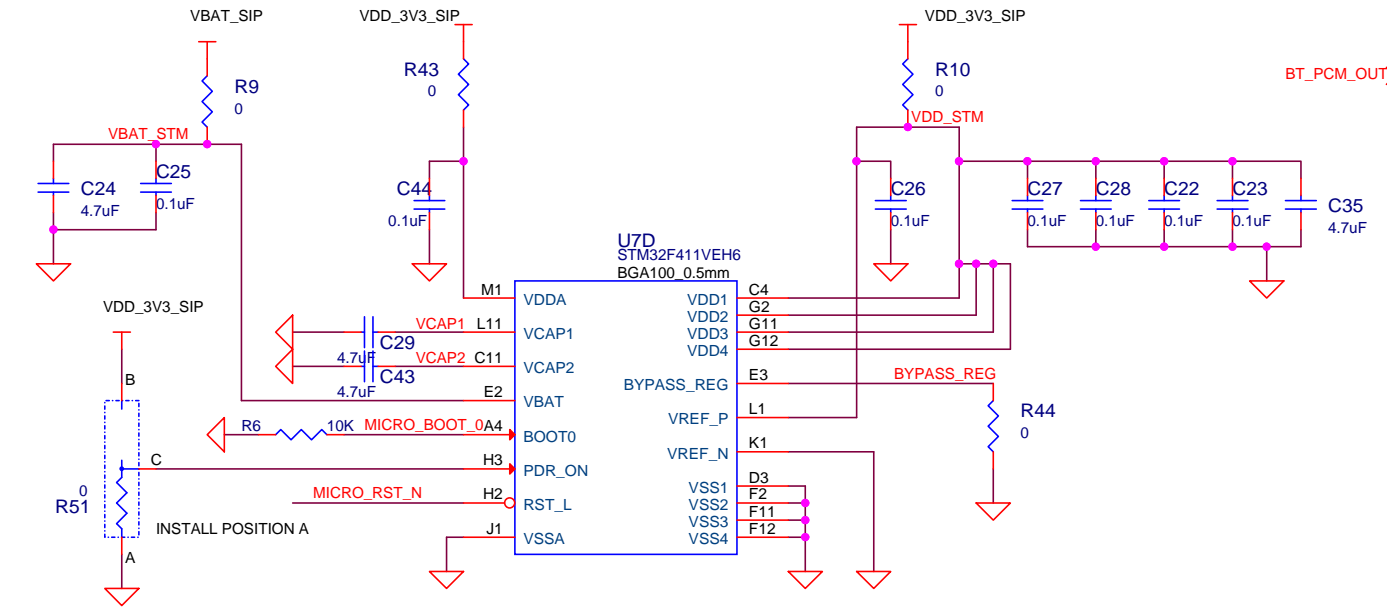 VBAT_SIP
VDD_3V3_SIP
VDD_3V3_SIP
R9
0
R43
0
R10
0
BT_PCM_OUT
VBAT_STM
VDD_STM
C24
4.7uF
C25
0.1uF
C44
0.1uF
C26
0.1uF
C27
0.1uF
C28
0.1uF
C22
0.1uF
C23
0.1uF
C35
4.7uF
U7D
STM32F411VEH6
BGA100_0.5mm
VDD_3V3_SIP
M1
VDDA
VDD1
C4
VCAP1
L11
VCAP1
C29
4.7uF
VDD2
G2
VDD3
G11
VDD4
G12
VCAP2
C11
VCAP2
C43
4.7uF
BYPASS_REG
E3
BYPASS_REG
B
E2
VBAT
VREF_P
L1
R44
0
R6
10K
MICRO_BOOT_0
A4
BOOT0
VREF_N
K1
C
H3
PDR_ON
0
R51
MICRO_RST_N
H2
RST_L
VSS1
D3
VSS2
F2
VSS3
F11
VSS4
F12
INSTALL POSITION A
J1
VSSA
A